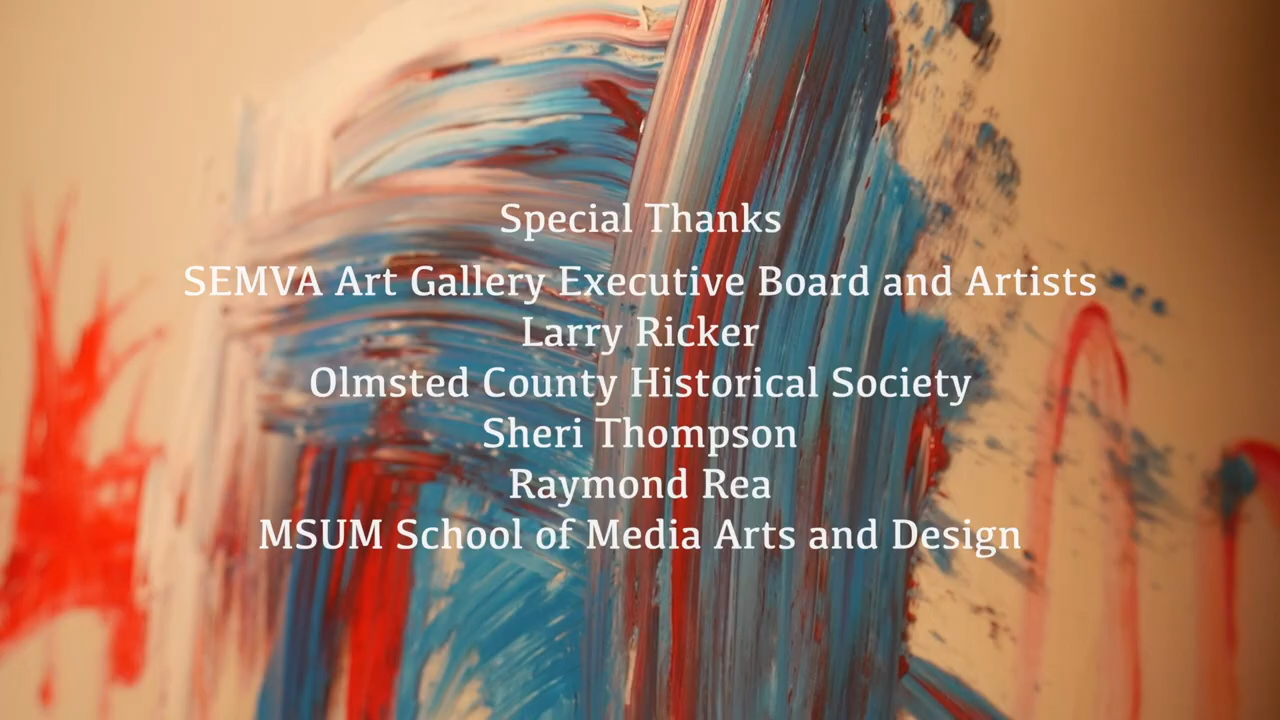 Special Thanks
SEMVA Art Gallery Executive Board and Artists
Larry Ricker
Olmsted County Historical Society
Sheri Thompson
Raymond Rea
MSUM School of Media Arts and Design